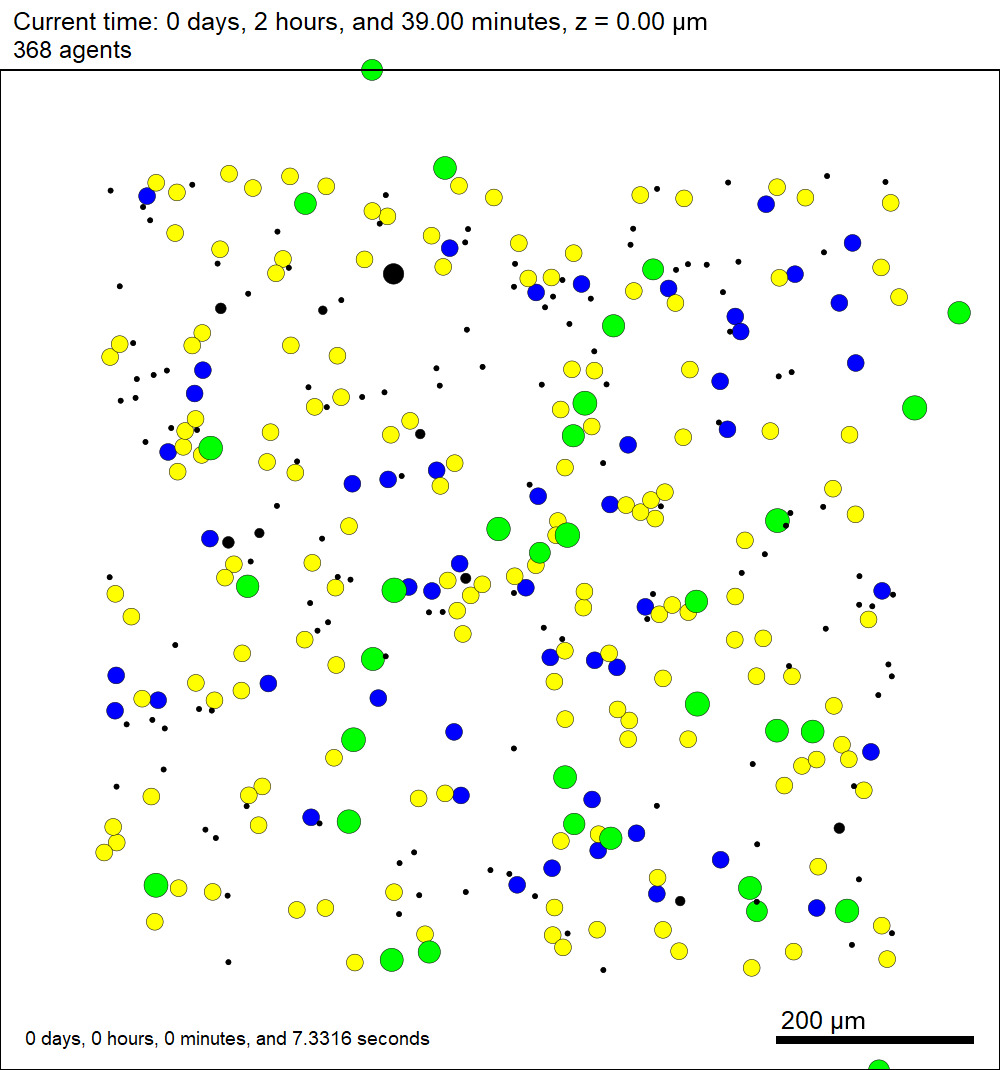 Current time: 0 days, 2 hours, and 39.00 minutes, z = 0.00 µm
368 agents
200 µm
0 days, 0 hours, 0 minutes, and 7.3316 seconds